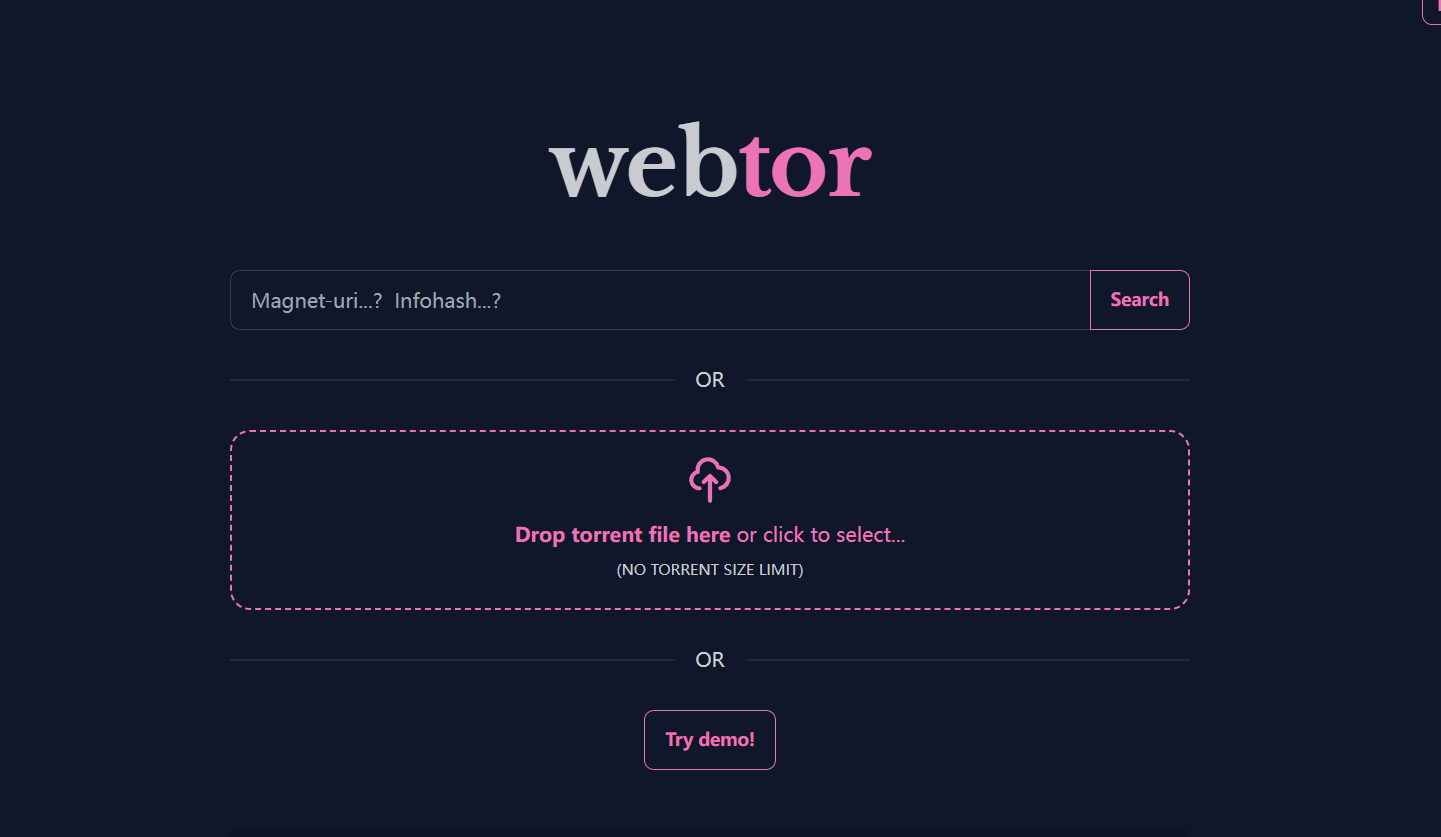 webtor
Magnet-uri...? Infohash...?
Search
OR
Drop torrent file here or click to select...
(NO TORRENT SIZE LIMIT)
OR
Try demo!